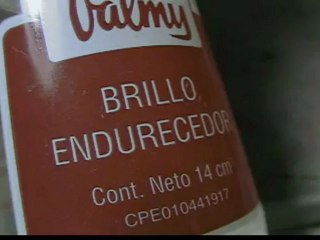 Valmy
BRILLO
ENDURECEDOR
Cont. Neto 14 cm
CPE010441917